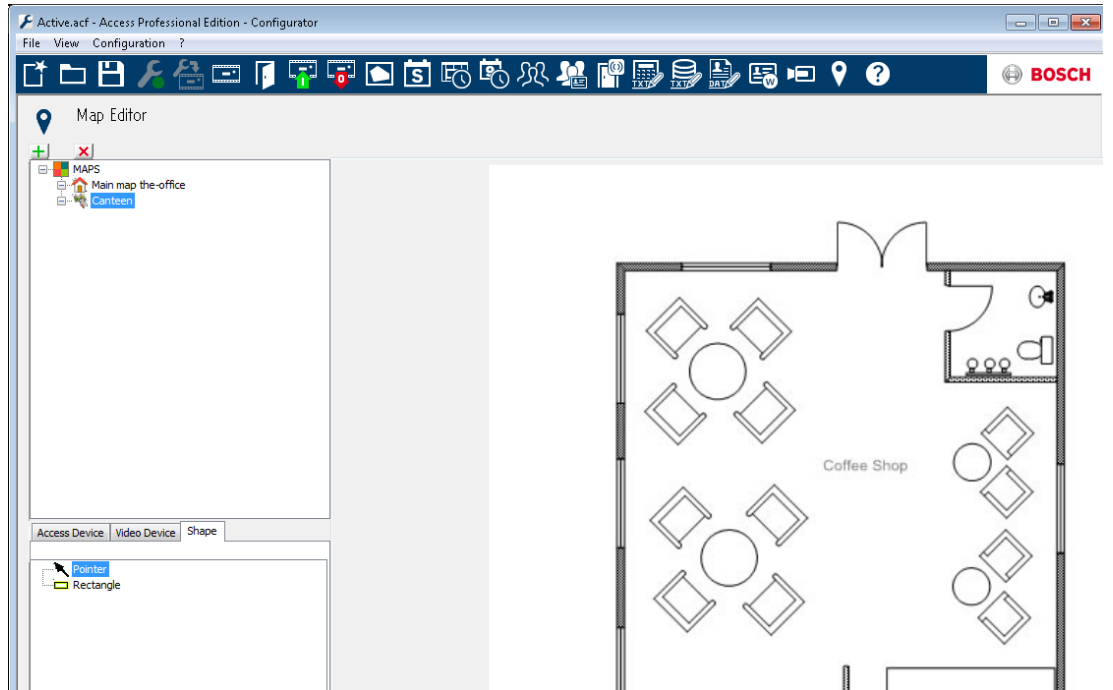 Active.acf - Access Professional Edition - Configurator
File View Configuration ?
BOSCH
Map Editor
MAPS
Main map the-office
Canteen
Coffee Shop
Access Device Video Device Shape
Pointer
Rectangle